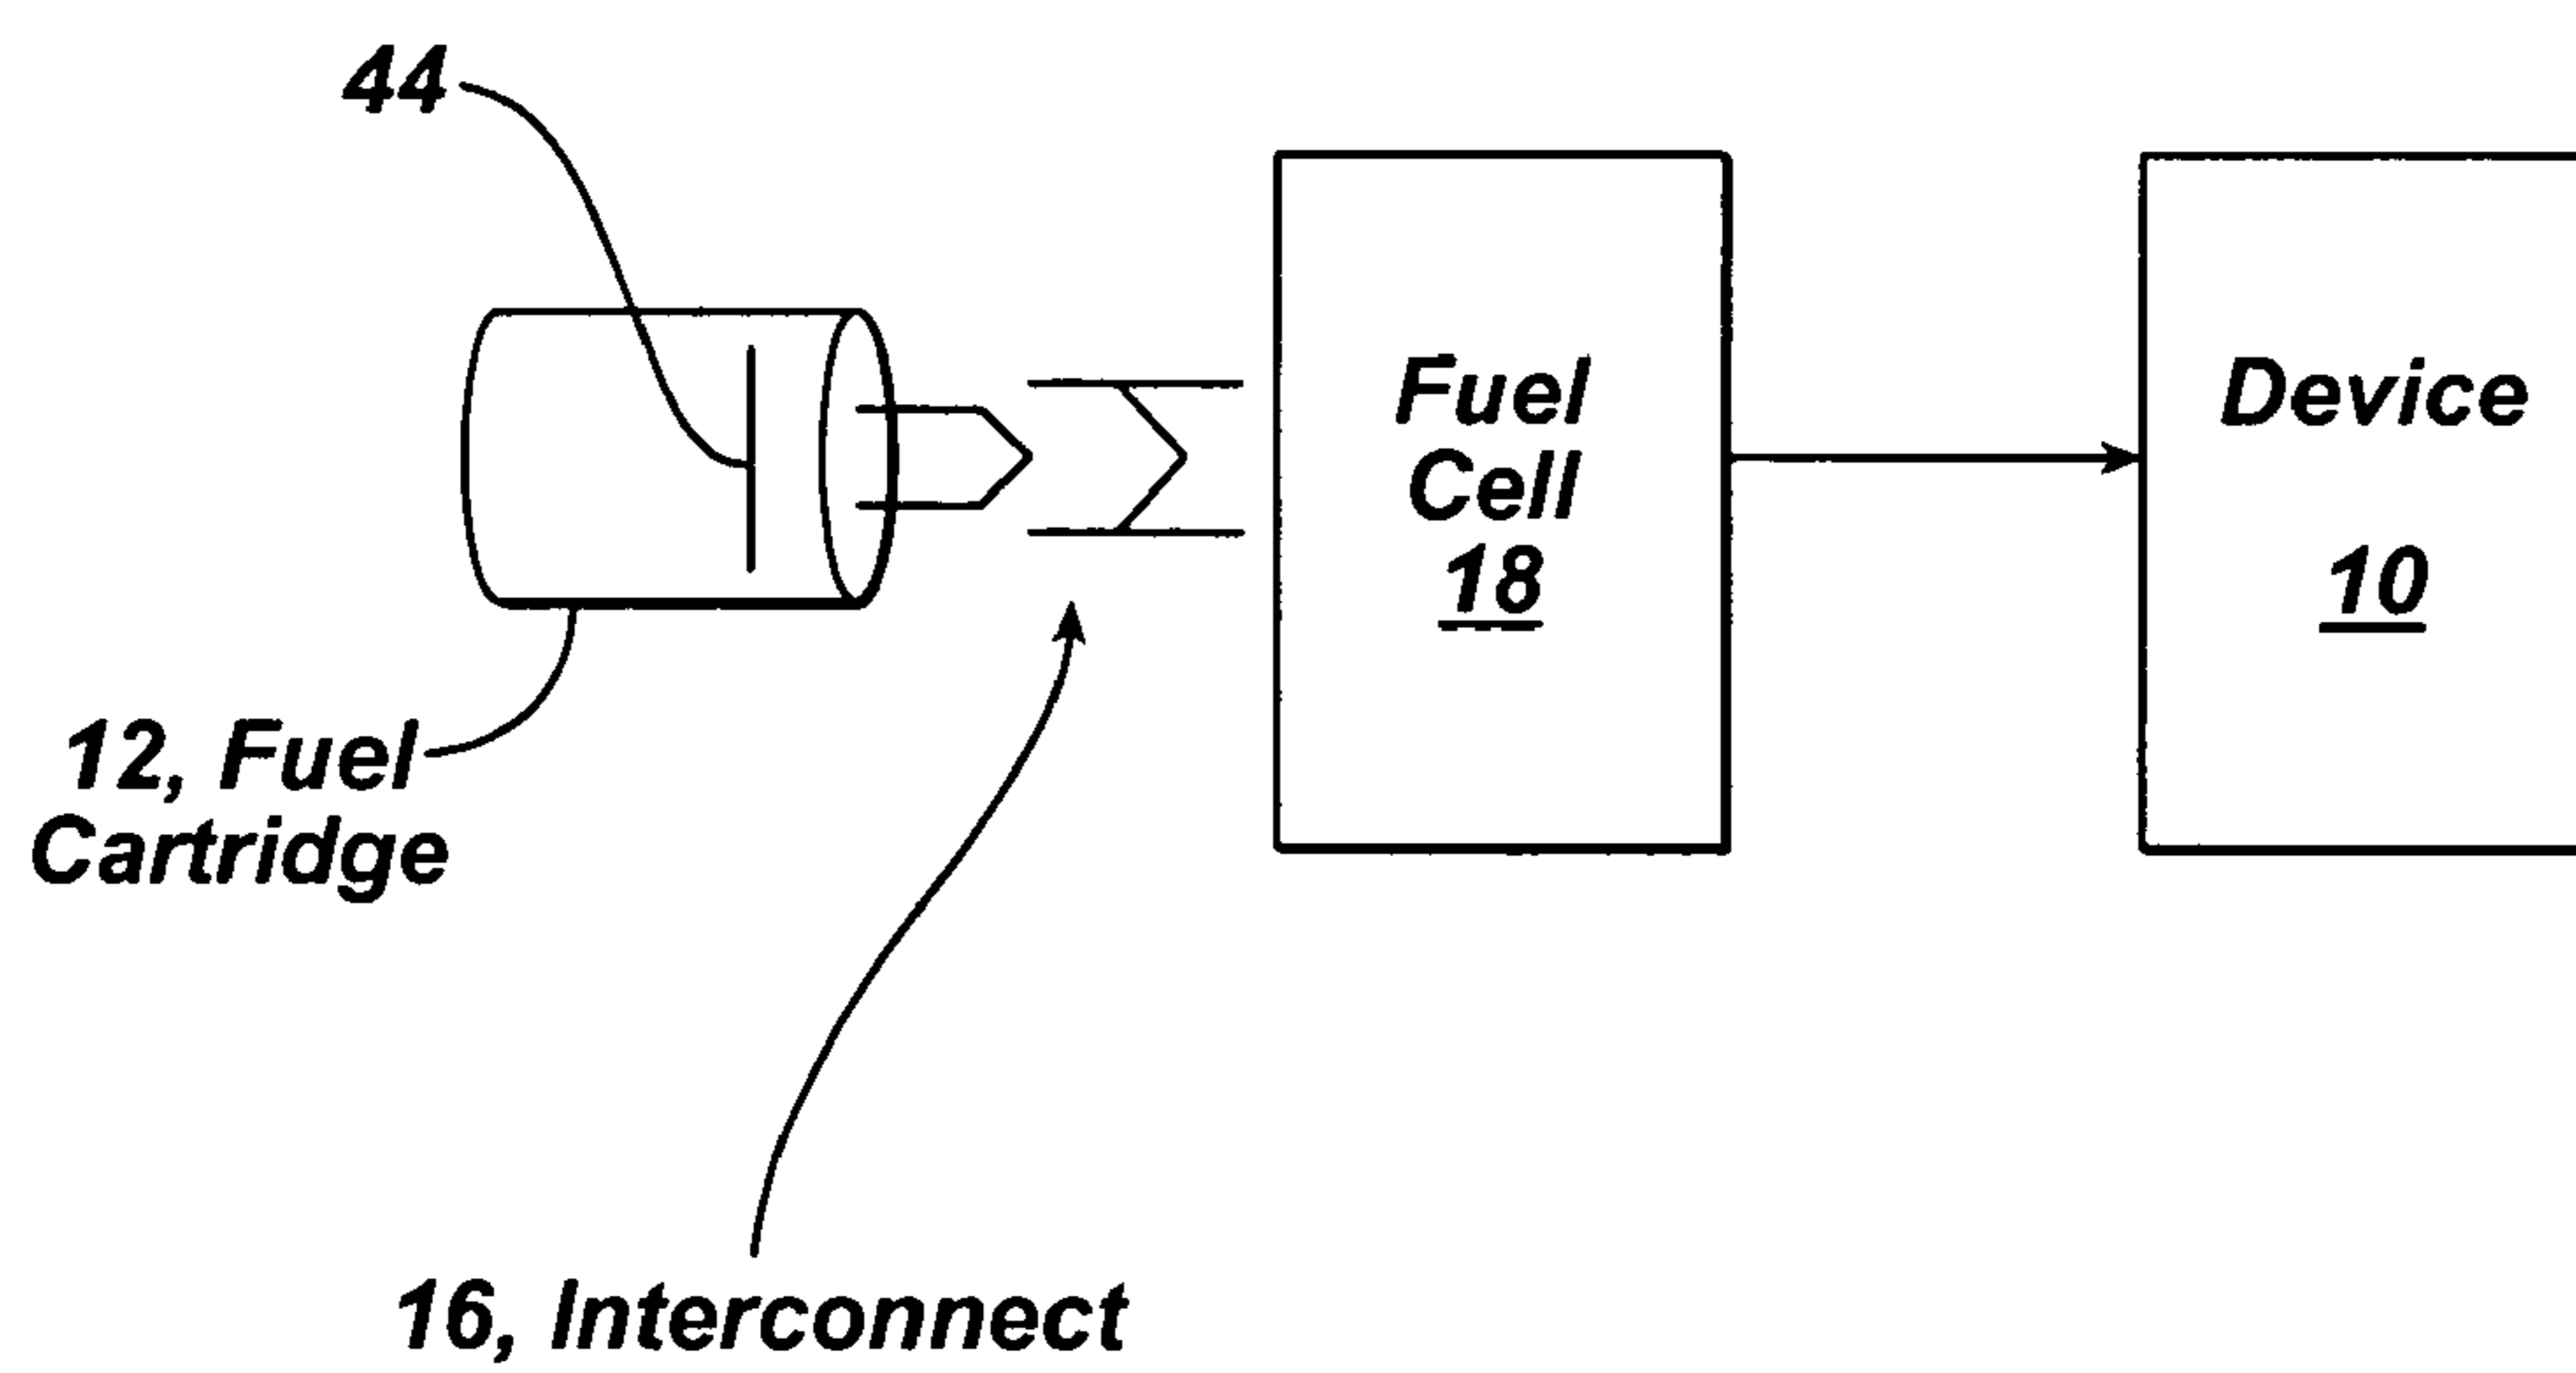 44
Fuel
Cell
18
Device
10
12, Fuel
Cartridge
16, Interconnect